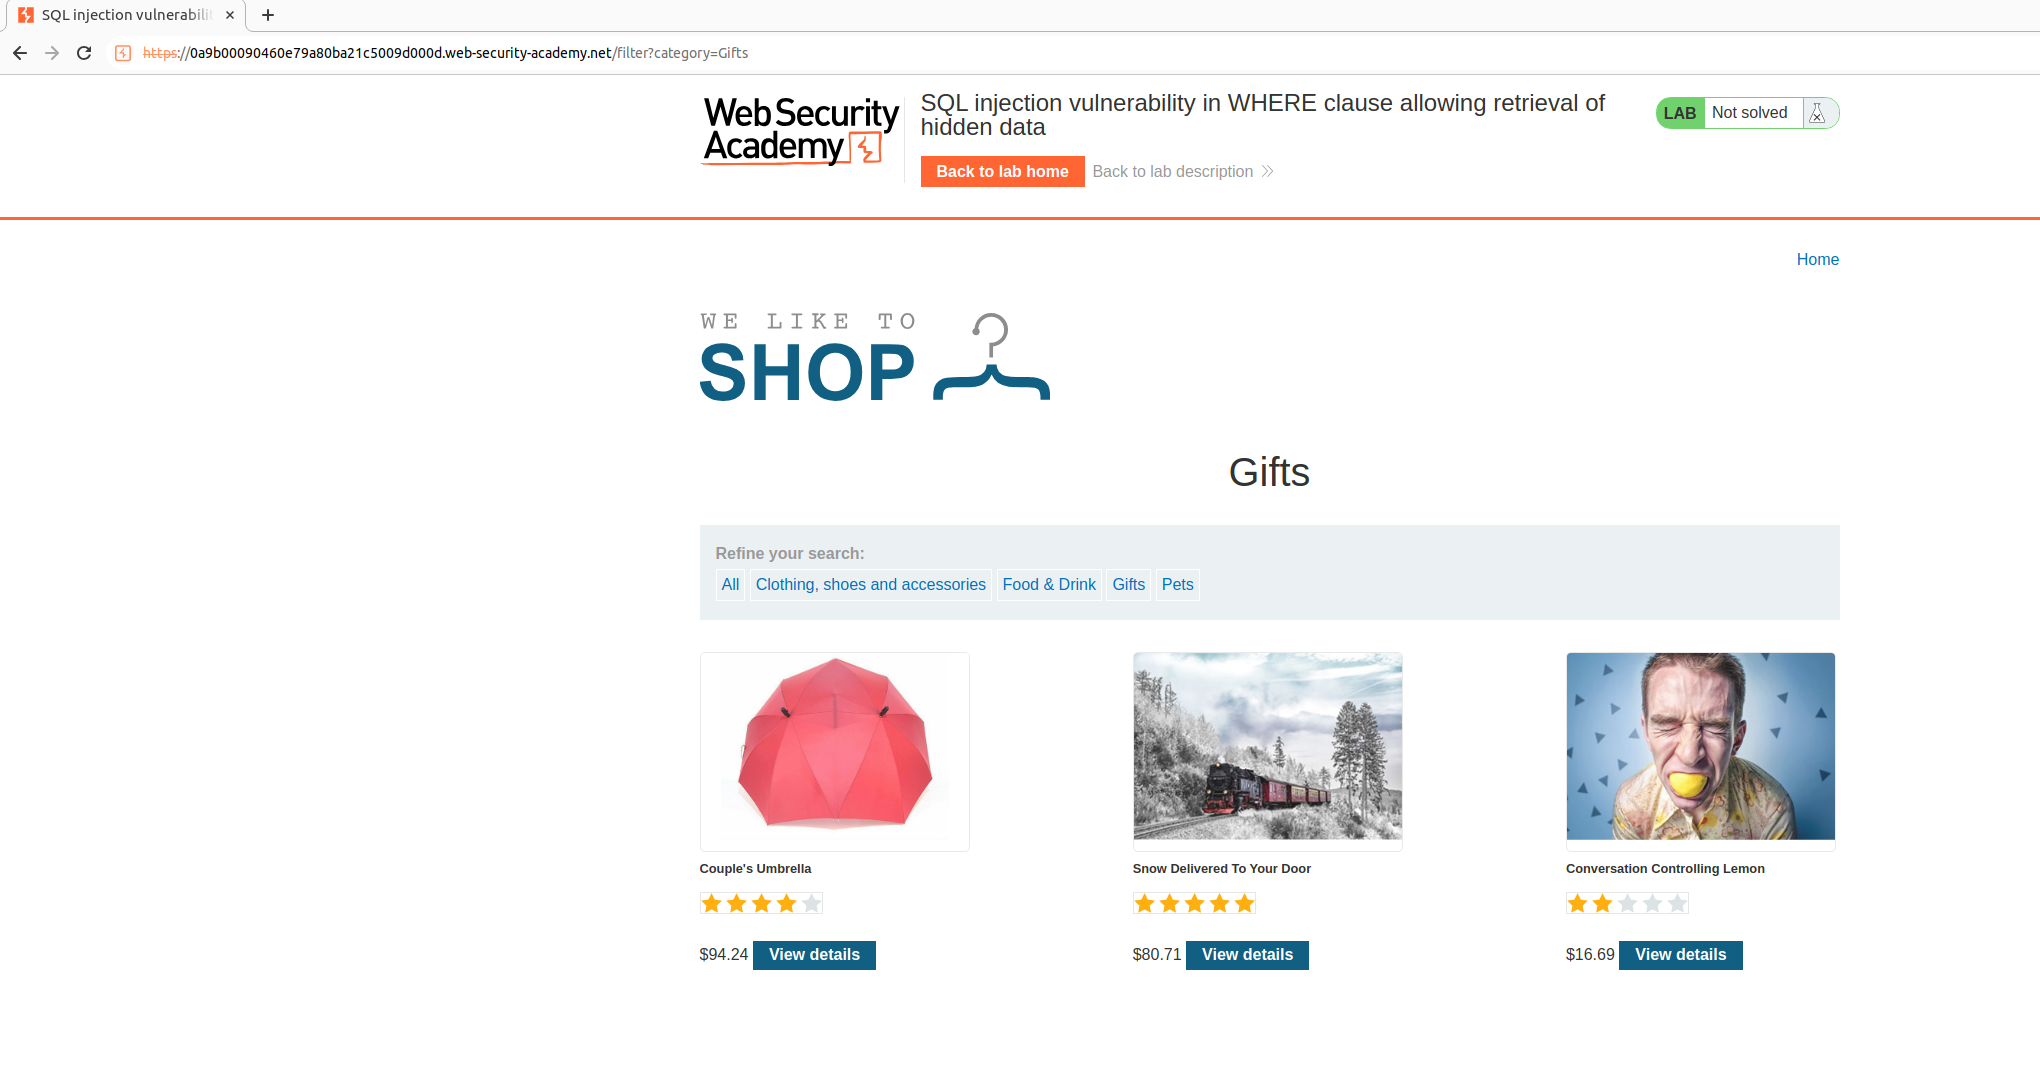 SQL injection vulnerabili
https://0a9b00090460e79a80ba21c5009d000d.web-security-academy.net/filter?category=Gifts
Web Security
Academy
SQL injection vulnerability in WHERE clause allowing retrieval of
hidden data
LAB Not solved
Back to lab home Back to lab description
Home
WE LIKE TO
SHOP
Gifts
Refine your search:
All Clothing, shoes and accessories Food & Drink Gifts Pets
Couple's Umbrella Snow Delivered To Your Door Conversation Controlling Lemon
$94.24 View details $80.71 View details $16.69 View details